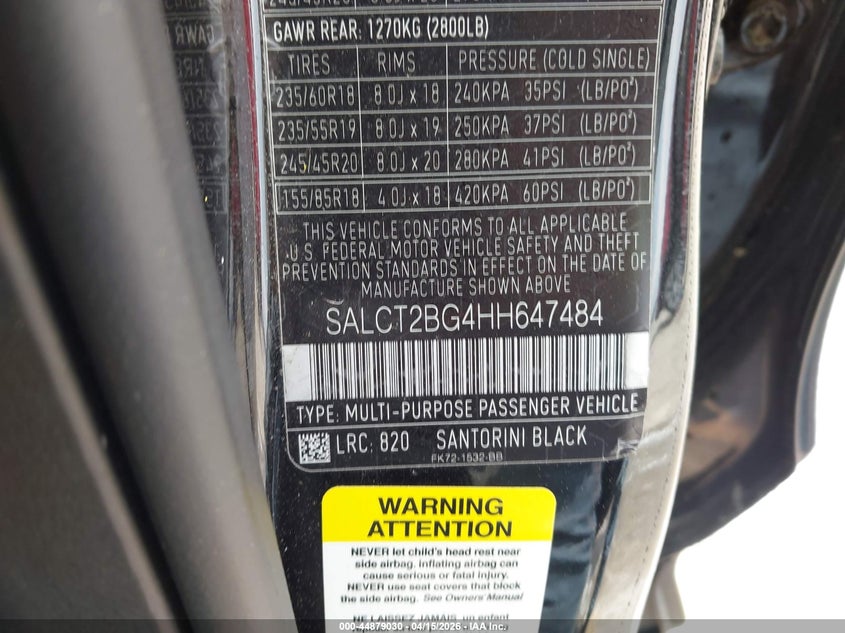 GAWR REAR: 1270KG (2800LB)
TIRES RIMS PRESSURE (COLD SINGLE)
235/60R18 8.0J x 18 240KPA 35PSI (LB/PO²)
235/55R19 8.0J x 19 250KPA 37PSI (LB/PO²)
245/45R20 8.0J x 20 280KPA 41PSI (LB/PO²)
155/85R18 4.0J x 18 420KPA 60PSI (LB/PO²)
THIS VEHICLE CONFORMS TO ALL APPLICABLE
U.S. FEDERAL MOTOR VEHICLE SAFETY AND THEFT
PREVENTION STANDARDS IN EFFECT ON THE DATE OF
MANUFACTURE SHOWN ABOVE
SALCT2BG4HH647484
TYPE: MULTI-PURPOSE PASSENGER VEHICLE
LRC: 820 SANTORINI BLACK
FK72-1532-BB
WARNING
ATTENTION
NEVER let child's head rest near
side airbag, inflating airbag can
cause serious or fatal injury.
NEVER use seat covers that block
the side airbag. See Owners Manual
NE LAISSEZ JAMAIS un enfant
00-44879030 - 04/15/2026 - IAA Inc.